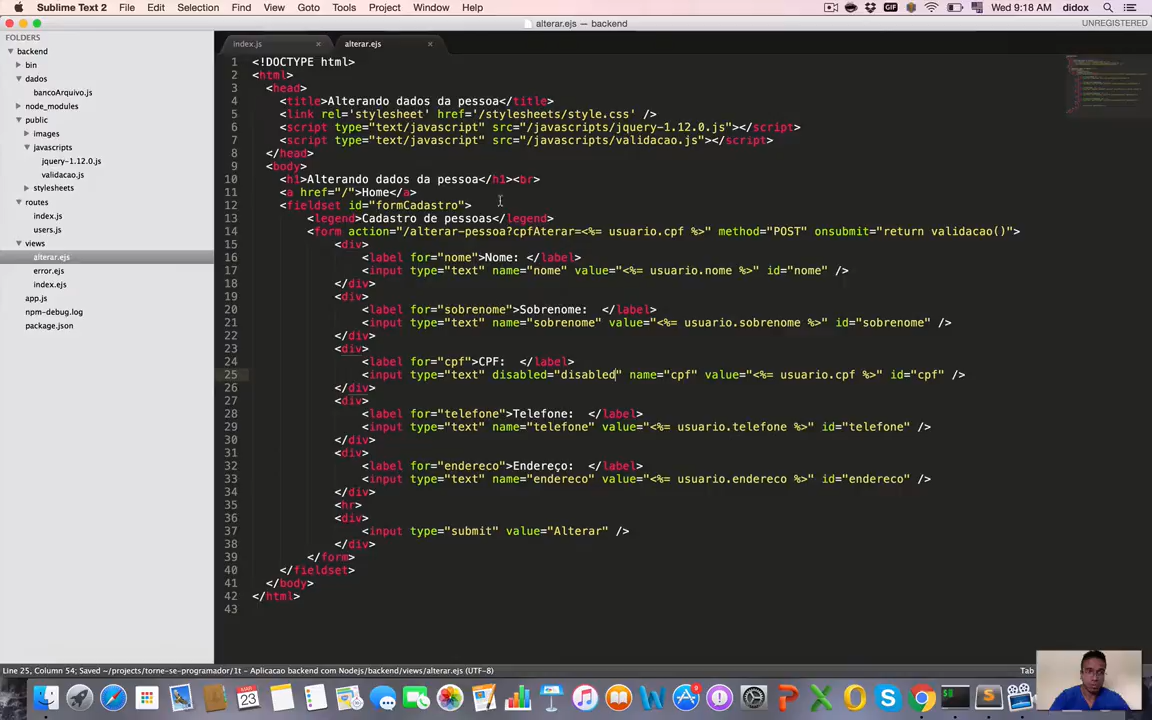 Sublime Text 2 File Edit Selection Find View Goto Tools Project Window Help GIF Wed 9:18 AM didox
alterar.ejs — backend UNREGISTERED
FOLDERS
backend
bin
dados
bancoArquivo.js
node_modules
public
images
javascripts
jquery-1.12.0.js
validacao.js
stylesheets
routes
index.js
users.js
views
alterar.ejs
error.ejs
index.ejs
app.js
npm-debug.log
package.json
index.js × alterar.ejs ×
1 <!DOCTYPE html>
2 <html>
3 <head>
4 <title>Alterando dados da pessoa</title>
5 <link rel='stylesheet' href='/stylesheets/style.css' />
6 <script type="text/javascript" src="/javascripts/jquery-1.12.0.js"></script>
7 <script type="text/javascript" src="/javascripts/validacao.js"></script>
8 </head>
9 <body>
10 <h1>Alterando dados da pessoa</h1><br>
11 <a href="/">Home</a>
12 <fieldset id="formCadastro">
13 <legend>Cadastro de pessoas</legend>
14 <form action="/alterar-pessoa?cpfAterar=<%= usuario.cpf %>" method="POST" onsubmit="return validacao()">
15 <div>
16 <label for="nome">Nome: </label>
17 <input type="text" name="nome" value="<%= usuario.nome %>" id="nome" />
18 </div>
19 <div>
20 <label for="sobrenome">Sobrenome: </label>
21 <input type="text" name="sobrenome" value="<%= usuario.sobrenome %>" id="sobrenome" />
22 </div>
23 <div>
24 <label for="cpf">CPF: </label>
25 <input type="text" disabled="disabled" name="cpf" value="<%= usuario.cpf %>" id="cpf" />
26 </div>
27 <div>
28 <label for="telefone">Telefone: </label>
29 <input type="text" name="telefone" value="<%= usuario.telefone %>" id="telefone" />
30 </div>
31 <div>
32 <label for="endereco">Endereço: </label>
33 <input type="text" name="endereco" value="<%= usuario.endereco %>" id="endereco" />
34 </div>
35 <hr>
36 <div>
37 <input type="submit" value="Alterar" />
38 </div>
39 </form>
40 </fieldset>
41 </body>
42 </html>
43
Line 25, Column 54; Saved ~/projects/torne-se-programador/1t - Aplicacao backend com Nodejs/backend/views/alterar.ejs (UTF-8) Tab
23